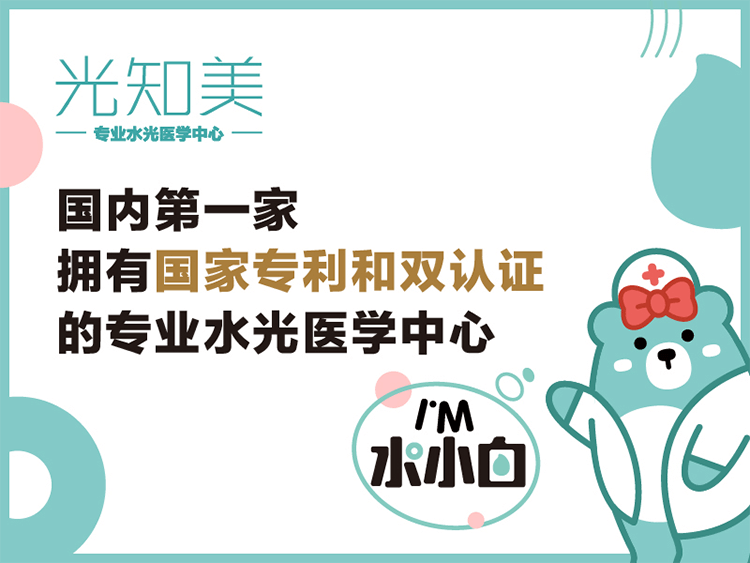 光知美
专业水光医学中心
国内第一家
拥有国家专利和双认证
的专业水光医学中心
I'M
水小白